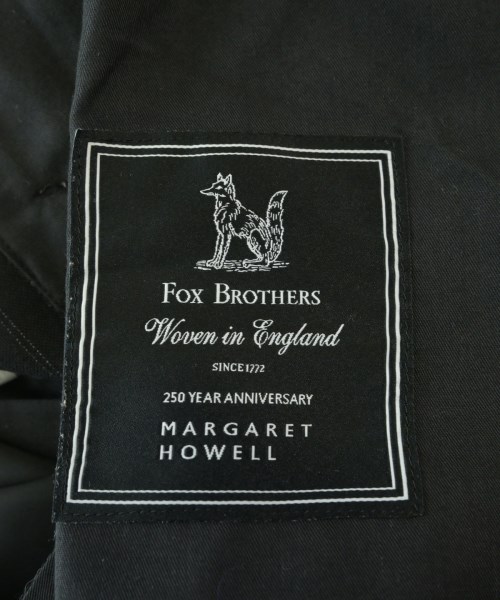 FOX BROTHERS
Woven in England
SINCE 1772
250 YEAR ANNIVERSARY
MARGARET
HOWELL